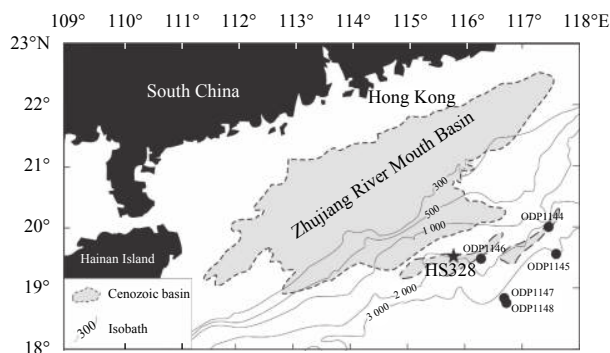 109° 110° 111° 112° 113° 114° 115° 116° 117° 118°E
23°N
22°
21°
20°
19°
18°
South China
Hong Kong
Zhujiang River Mouth Basin
300
500
1 000
ODP1144
Hainan Island
HS328
ODP1146
ODP1145
2 000
3 000
ODP1147
ODP1148
Cenozoic basin
300
Isobath